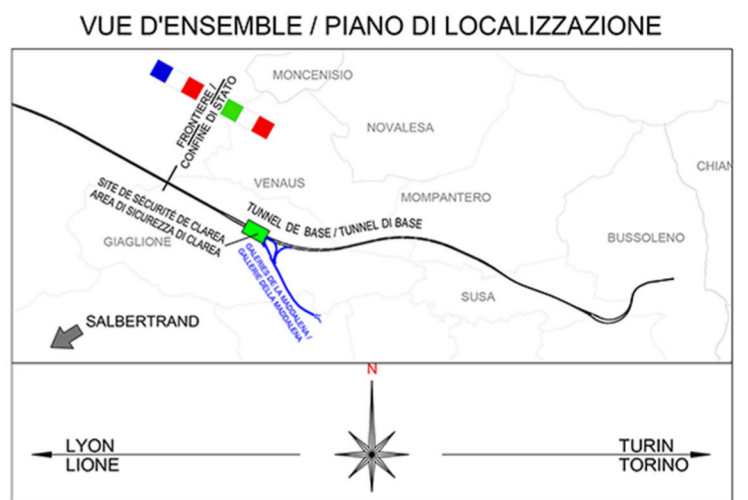 VUE D'ENSEMBLE / PIANO DI LOCALIZZAZIONE
MONCENISIO
FRONTIERE /
CONFINE DI STATO
NOVALESA
CHIAN
VENAUS
MOMPANTERO
SITE DE SÉCURITÉ DE CLAREA
AREA DI SICUREZZA DI CLAREA
TUNNEL DE BASE / TUNNEL DI BASE
GIAGLIONE
BUSSOLENO
GALERIES DE LA MADDALENA /
GALLERIE DELLA MADDALENA
SUSA
SALBERTRAND
N
LYON
LIONE
TURIN
TORINO